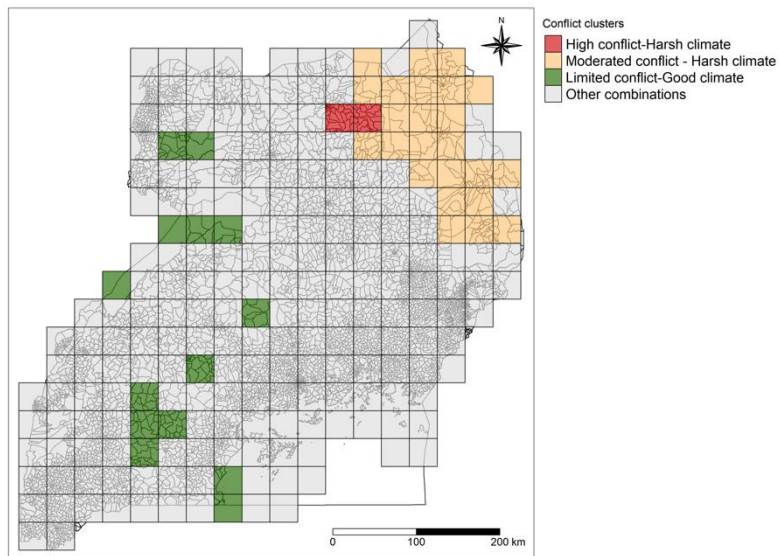 N
Conflict clusters
High conflict-Harsh climate
Moderated conflict - Harsh climate
Limited conflict-Good climate
Other combinations
0 100 200 km